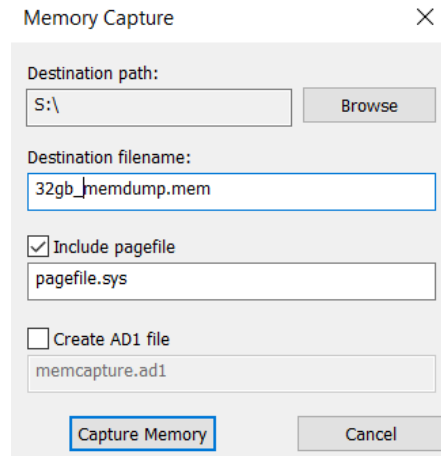 Memory Capture
Destination path:
S:\
Browse
Destination filename:
32gb_memdump.mem
Include pagefile
pagefile.sys
Create AD1 file
memcapture.ad1
Capture Memory
Cancel